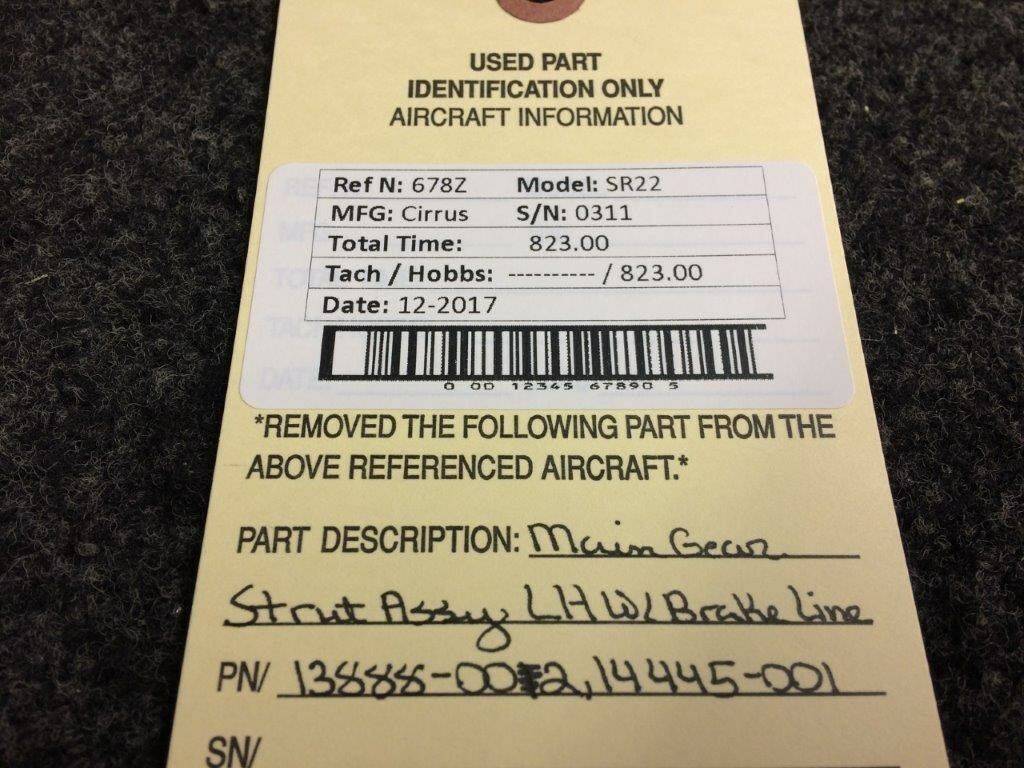 USED PART
IDENTIFICATION ONLY
AIRCRAFT INFORMATION
Ref N: 678Z Model: SR22
MFG: Cirrus S/N: 0311
Total Time: 823.00
Tach / Hobbs: ---------- / 823.00
Date: 12-2017
0 00 12345 67890 5
*REMOVED THE FOLLOWING PART FROM THE
ABOVE REFERENCED AIRCRAFT.*
PART DESCRIPTION: Main Gear
Strut Assy LH W/ Brake Line
PN/ 13888-002, 14445-001
SN/